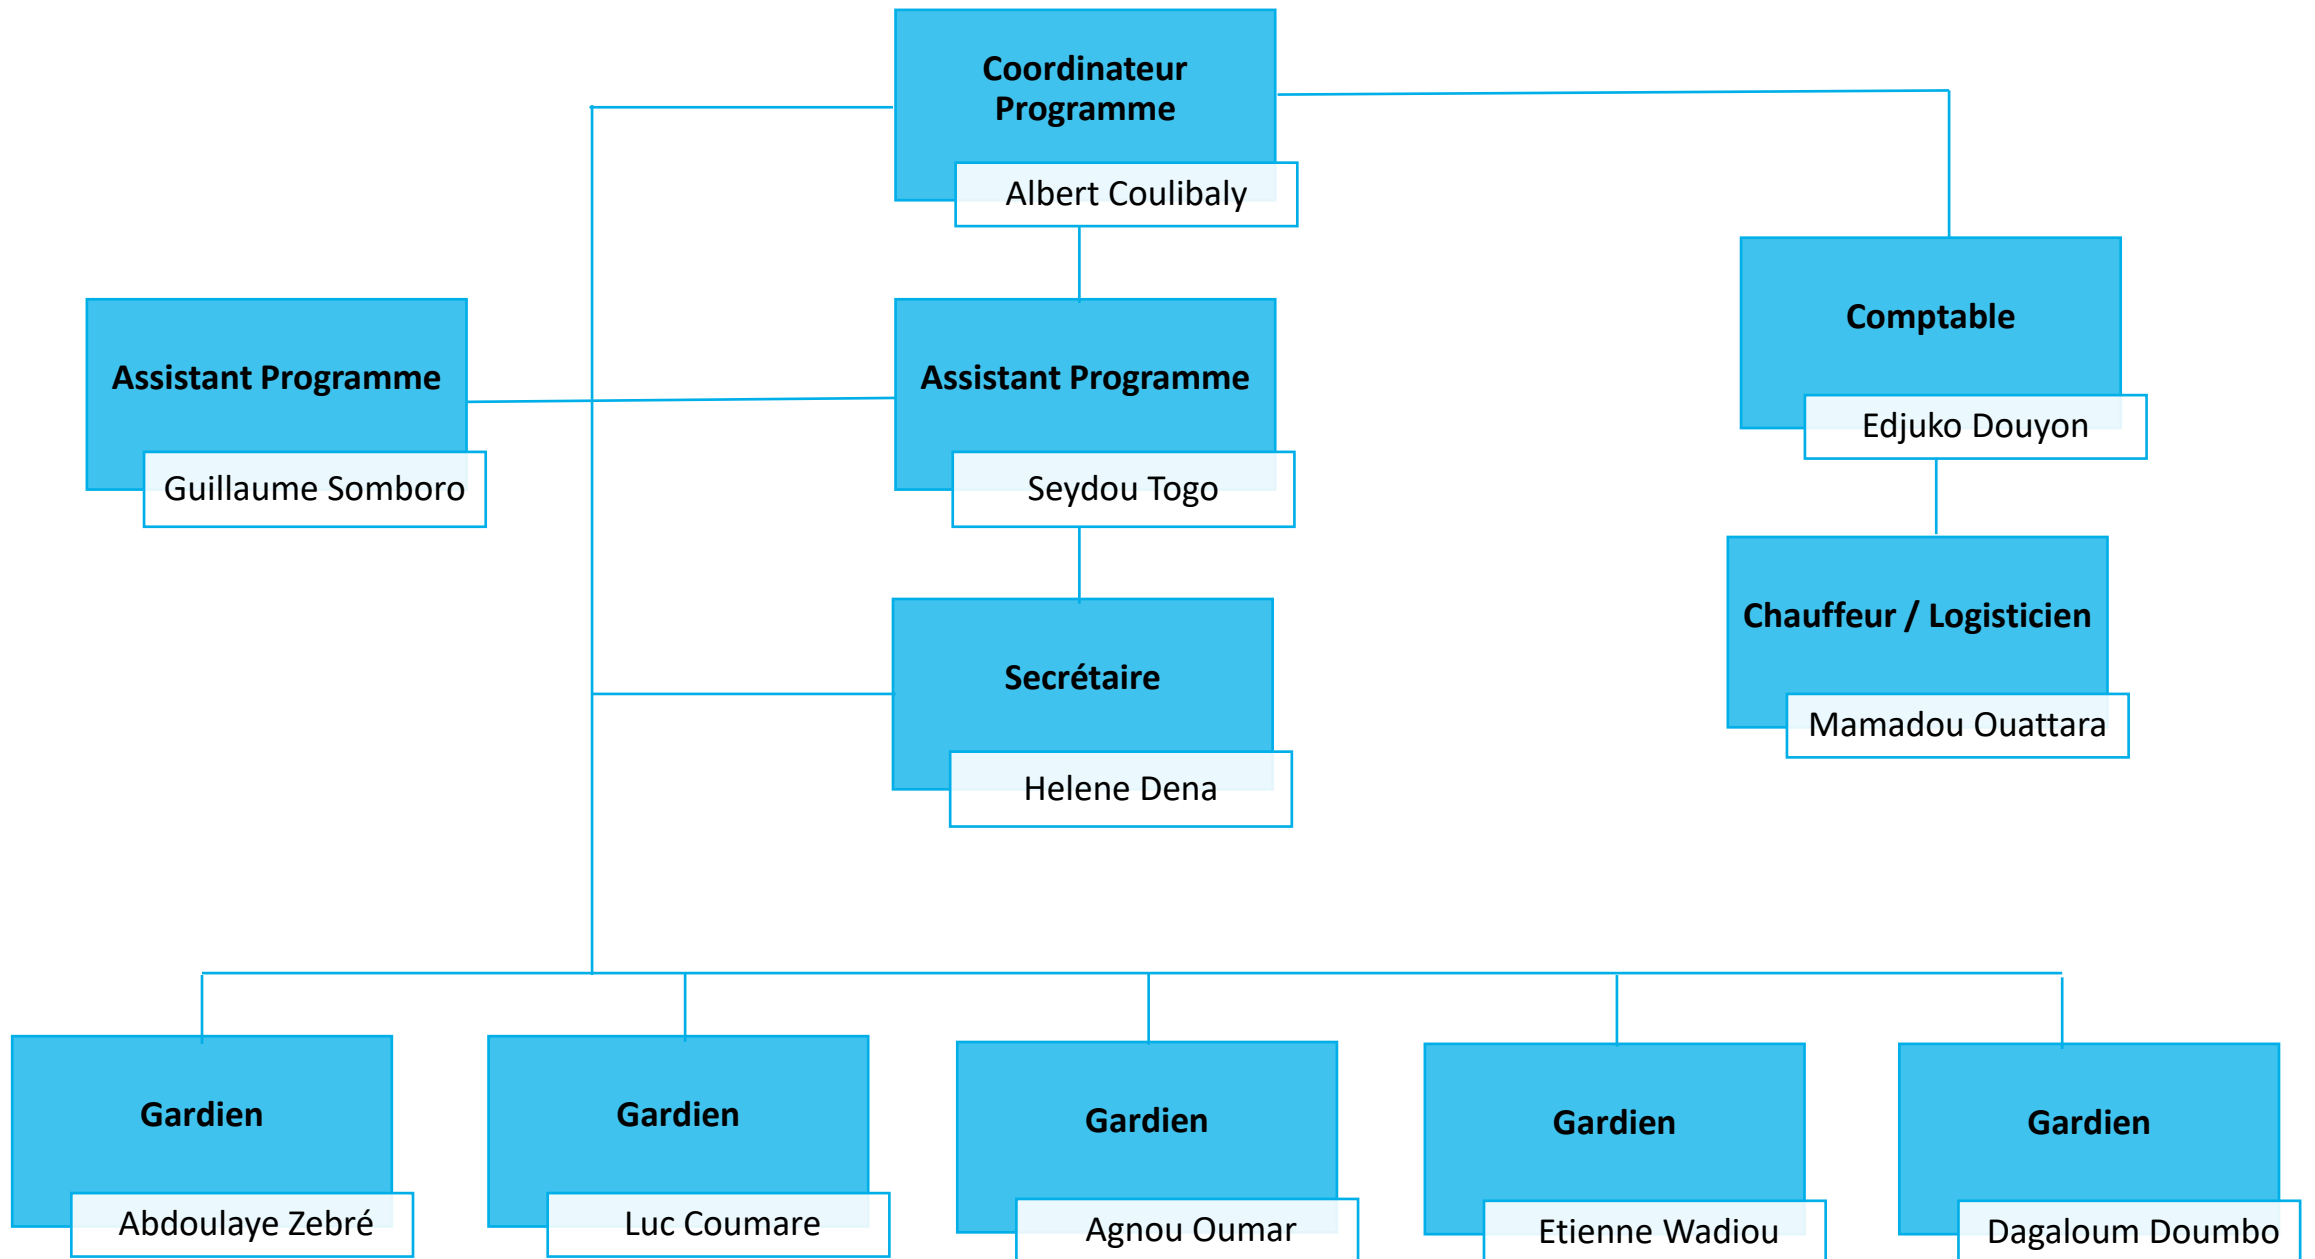 Coordinateur
Programme
Albert Coulibaly
Assistant Programme
Guillaume Somboro
Assistant Programme
Seydou Togo
Comptable
Edjuko Douyon
Chauffeur / Logisticien
Mamadou Ouattara
Secrétaire
Helene Dena
Gardien
Abdoulaye Zebré
Gardien
Luc Coumare
Gardien
Agnou Oumar
Gardien
Etienne Wadiou
Gardien
Dagaloum Doumbo